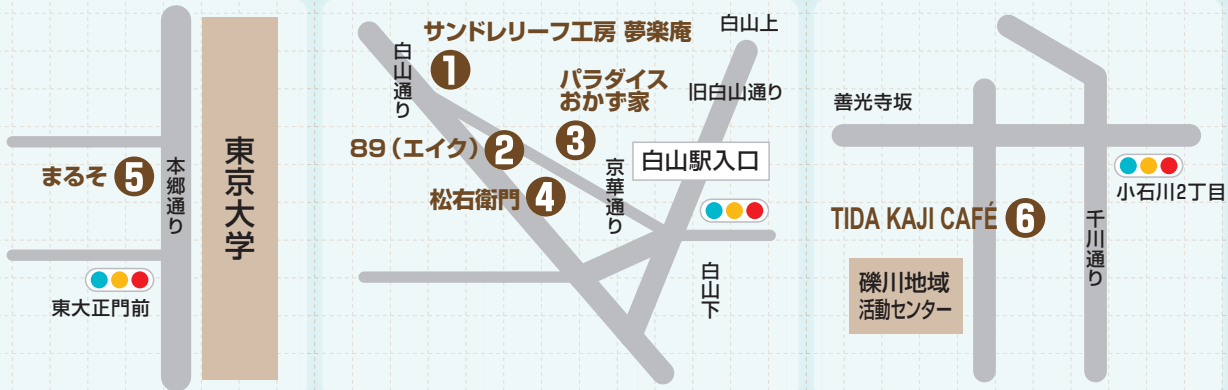 東京大学
本郷通り
まるそ 5
東大正門前
サンドレリーフ工房 夢楽庵
1
白山上
白山通り
パラダイス
おかず家
3
旧白山通り
89(エイク) 2
松右衛門 4
京華通り
白山駅入口
白山下
善光寺坂
小石川2丁目
TIDA KAJI CAFÉ 6
千川通り
礫川地域
活動センター